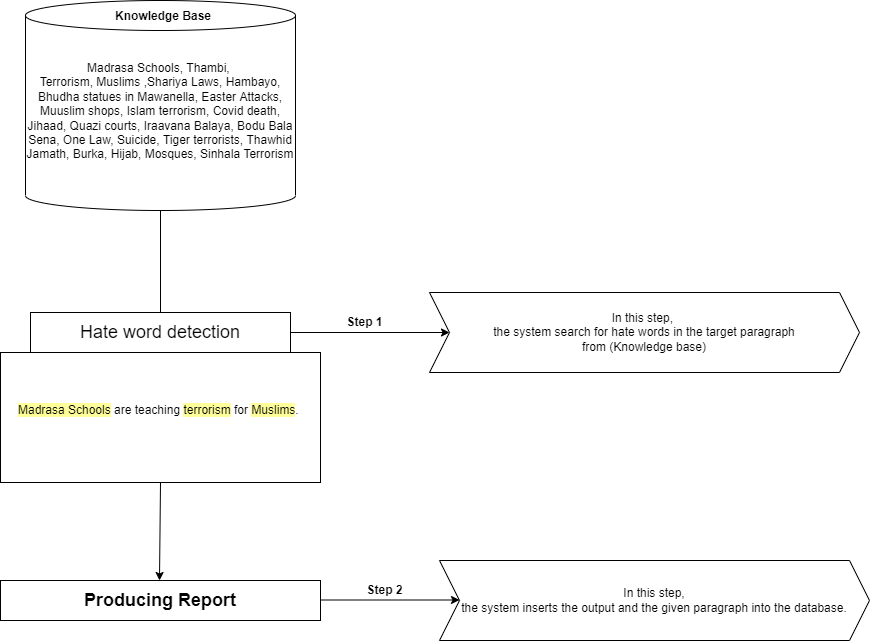 Knowledge Base
Madrasa Schools, Thambi,
Terrorism, Muslims ,Shariya Laws, Hambayo,
Bhudha statues in Mawanella, Easter Attacks,
Muuslim shops, Islam terrorism, Covid death,
Jihaad, Quazi courts, Iraavana Balaya, Bodu Bala
Sena, One Law, Suicide, Tiger terrorists, Thawhid
Jamath, Burka, Hijab, Mosques, Sinhala Terrorism
Hate word detection
Step 1
In this step,
the system search for hate words in the target paragraph
from (Knowledge base)
Madrasa Schools are teaching terrorism for Muslims.
Producing Report
Step 2
In this step,
the system inserts the output and the given paragraph into the database.